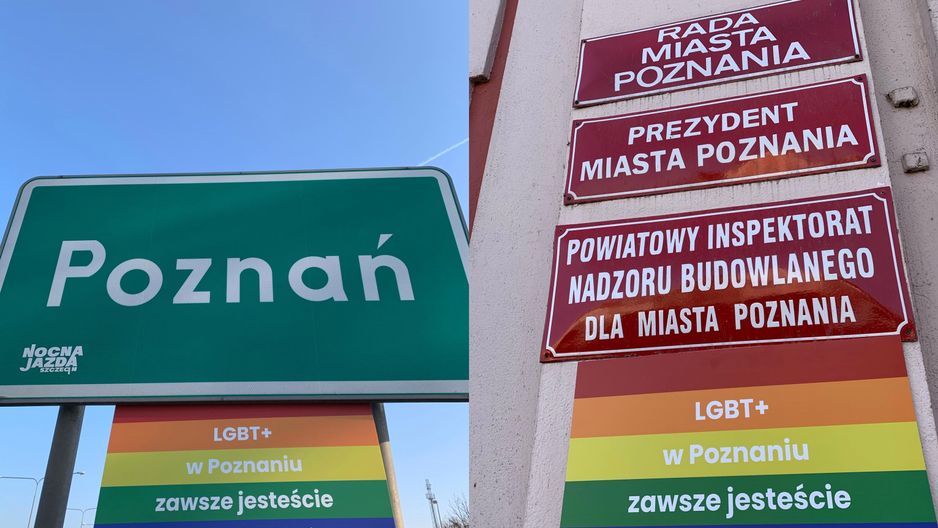 Poznań
NOCNA
JAZDA
SZCZECIN
LGBT+
w Poznaniu
zawsze jesteście
RADA
MIASTA
POZNANIA
PREZYDENT
MIASTA POZNANIA
POWIATOWY INSPEKTORAT
NADZORU BUDOWLANEGO
DLA MIASTA POZNANIA
LGBT+
w Poznaniu
zawsze jesteście